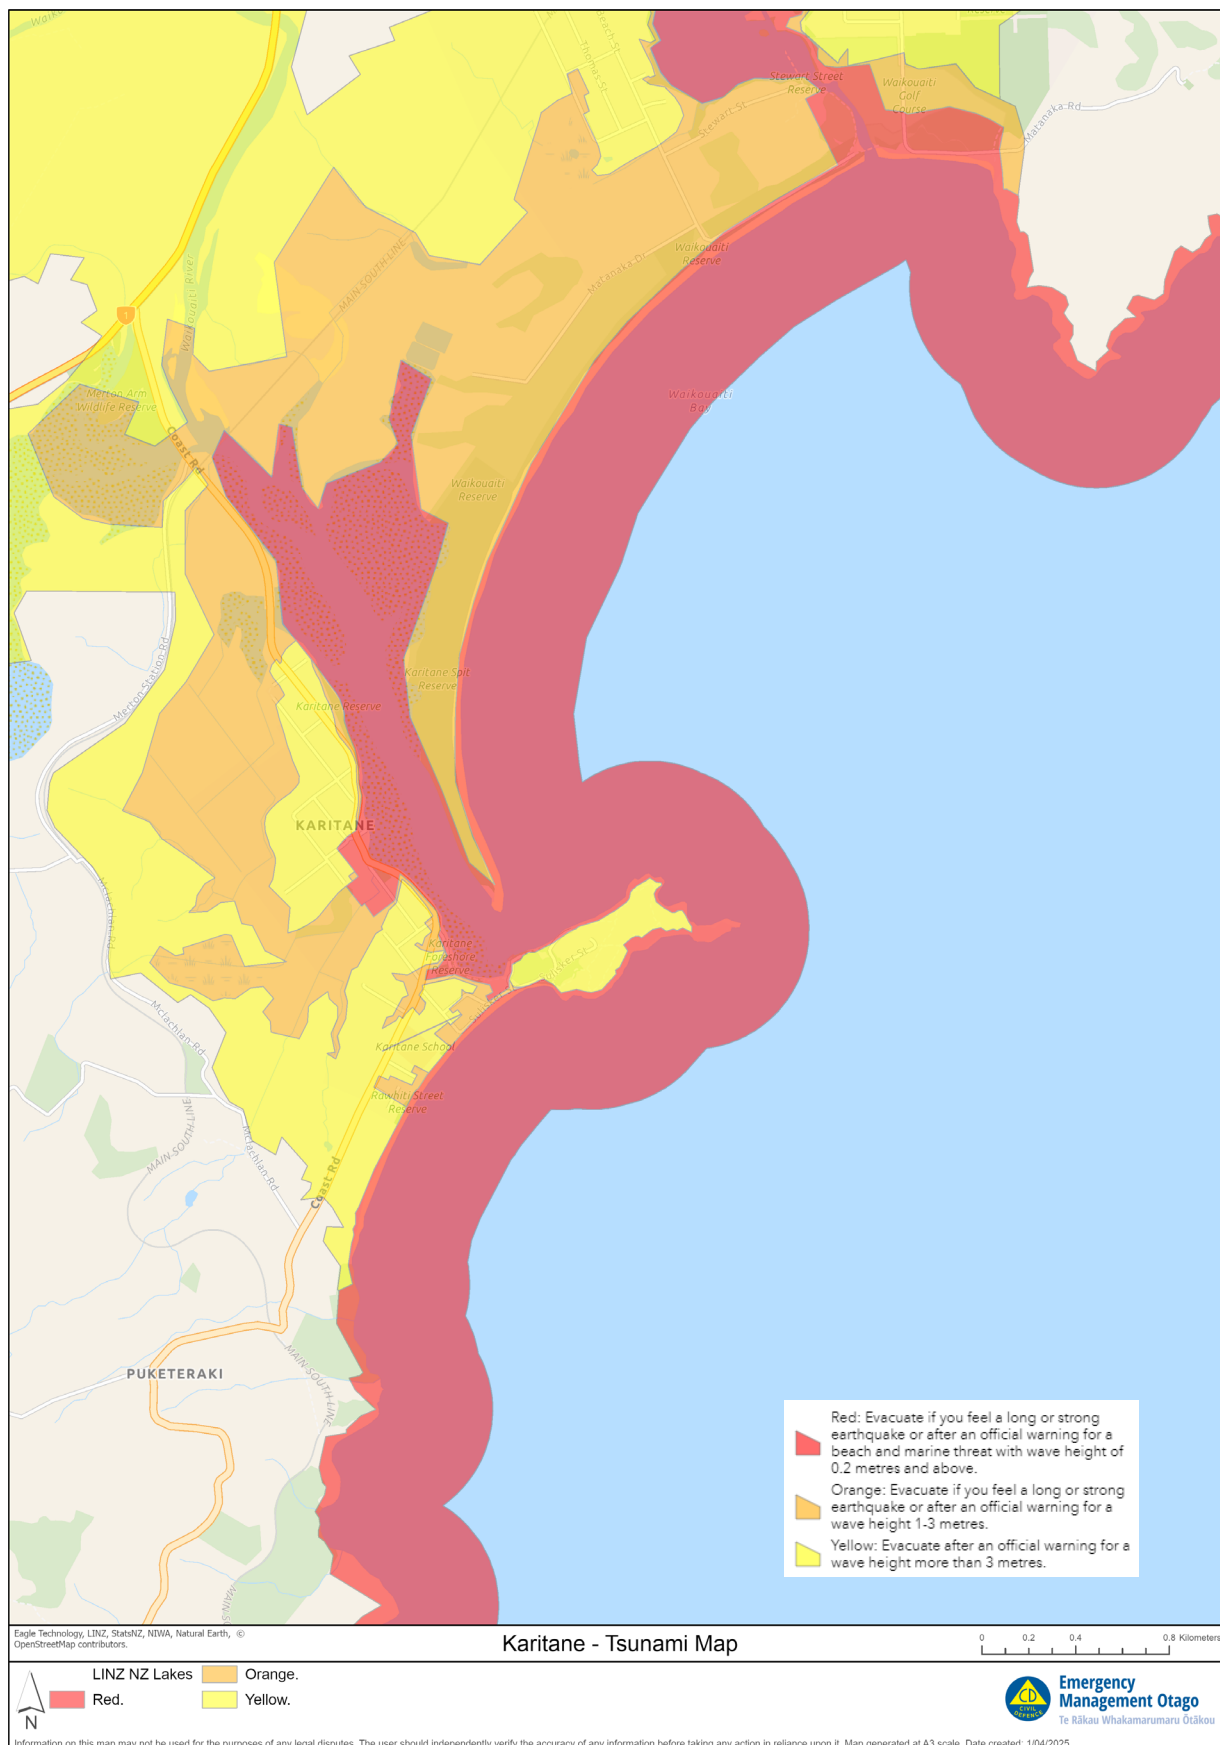 Waikou
Reserve
Beach St
Thomas St
Stewart Street
Reserve
Waikouaiti
Golf
Course
Stewart St
Matanaka Rd
MAIN SOUTH LINE
Waikouaiti
Reserve
Matanaka Dr
Waikouaiti River
1
Merton Arm
Wildlife Reserve
Waikouaiti
Bay
Coast Rd
Waikouaiti
Reserve
Karitane Spit
Reserve
Merton Station Rd
Karitane Reserve
KARITANE
Mclachlan Rd
Karitane
Foreshore
Reserve
Mclachlan Rd
Karitane School
Rawhiti Street
Reserve
MAIN SOUTH LINE
Mclachlan Rd
Coast Rd
MAIN SOUTH LINE
PUKETERAKI
MAIN S
Red: Evacuate if you feel a long or strong
earthquake or after an official warning for a
beach and marine threat with wave height of
0.2 metres and above.
Orange: Evacuate if you feel a long or strong
earthquake or after an official warning for a
wave height 1-3 metres.
Yellow: Evacuate after an official warning for a
wave height more than 3 metres.
Eagle Technology, LINZ, StatsNZ, NIWA, Natural Earth, ©
OpenStreetMap contributors.
Karitane - Tsunami Map
0 0.2 0.4 0.8 Kilometers
LINZ NZ Lakes
Orange.
Red.
Yellow.
N
CD
CIVIL
DEFENCE
Emergency
Management Otago
Te Rākau Whakamarumaru Ōtākou
Information on this map may not be used for the purposes of any legal disputes. The user should independently verify the accuracy of any information before taking any action in reliance upon it. Map generated at A3 scale. Date created: 1/04/2025